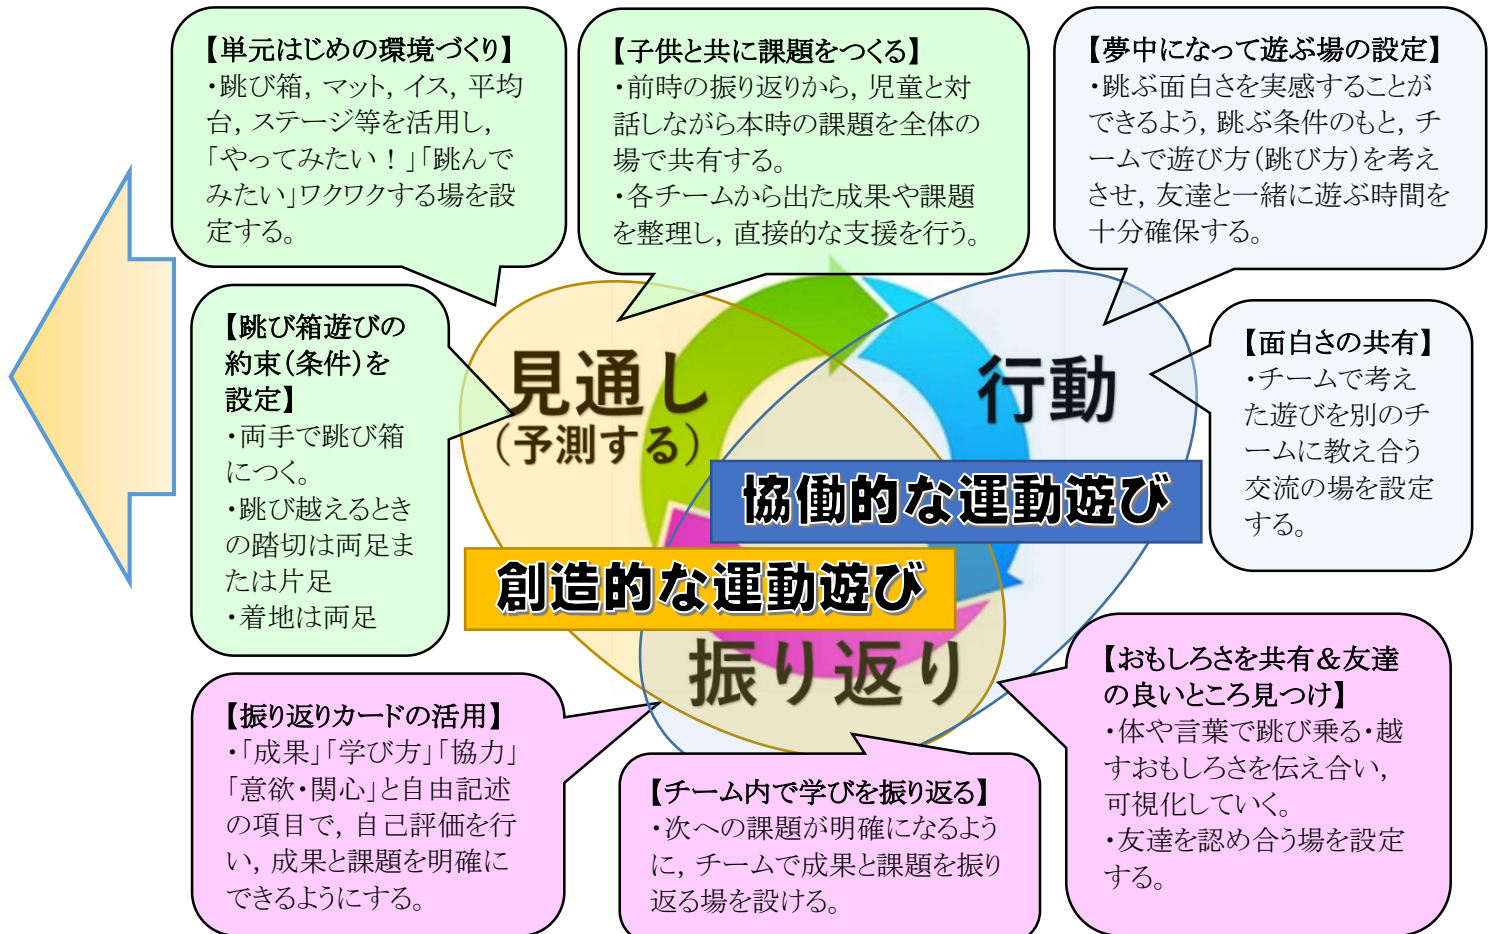 【単元はじめの環境づくり】
・跳び箱，マット，イス，平均
台，ステージ等を活用し，
「やってみたい！」「跳んで
みたい」ワクワクする場を設
定する。
【子供と共に課題をつくる】
・前時の振り返りから，児童と対
話しながら本時の課題を全体の
場で共有する。
・各チームから出た成果や課題
を整理し，直接的な支援を行う。
【夢中になって遊ぶ場の設定】
・跳ぶ面白さを実感することが
できるよう，跳ぶ条件のもと，チ
ームで遊び方（跳び方）を考え
させ，友達と一緒に遊ぶ時間を
十分確保する。
【跳び箱遊びの
約束（条件）を
設定】
・両手で跳び箱
につく。
・跳び越えるとき
の踏切は両足ま
たは片足
・着地は両足
見通し
（予測する）
行動
【面白さの共有】
・チームで考え
た遊びを別のチ
ームに教え合う
交流の場を設定
する。
協働的な運動遊び
創造的な運動遊び
振り返り
【振り返りカードの活用】
・「成果」「学び方」「協力」
「意欲・関心」と自由記述
の項目で，自己評価を行
い，成果と課題を明確に
できるようにする。
【チーム内で学びを振り返る】
・次への課題が明確になるよう
に，チームで成果と課題を振り
返る場を設ける。
【おもしろさを共有＆友達
の良いところ見つけ】
・体や言葉で跳び乗る・越
すおもしろさを伝え合い，
可視化していく。
・友達を認め合う場を設定
する。